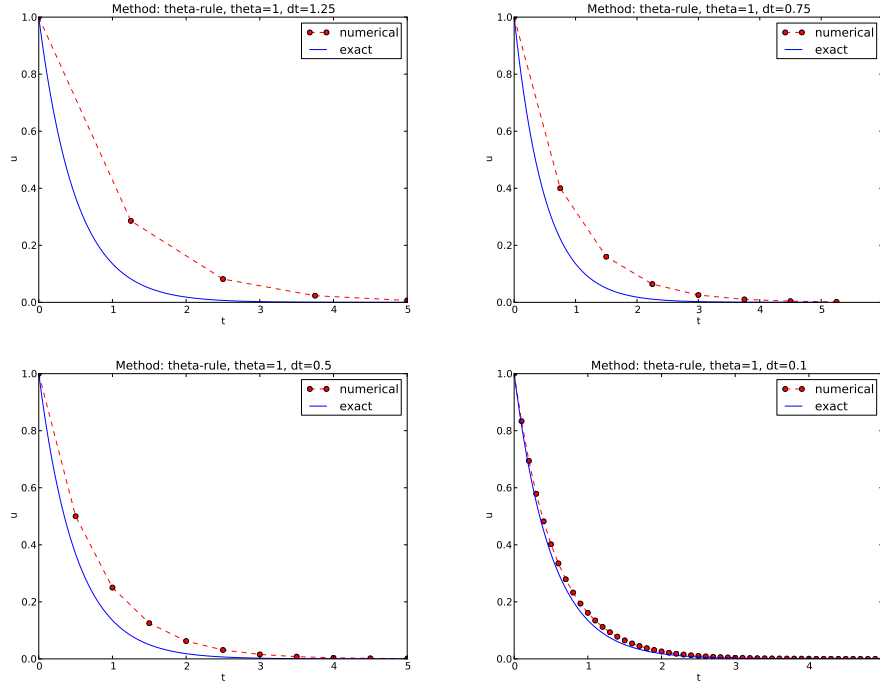 Method: theta-rule, theta=1, dt=1.25
1.0
0.8
0.6
0.4
0.2
0.0
u
numerical
exact
0 1 2 3 4 5
t
Method: theta-rule, theta=1, dt=0.75
1.0
0.8
0.6
0.4
0.2
0.0
u
numerical
exact
0 1 2 3 4 5
t
Method: theta-rule, theta=1, dt=0.5
1.0
0.8
0.6
0.4
0.2
0.0
u
numerical
exact
0 1 2 3 4 5
t
Method: theta-rule, theta=1, dt=0.1
1.0
0.8
0.6
0.4
0.2
0.0
u
numerical
exact
0 1 2 3 4
t